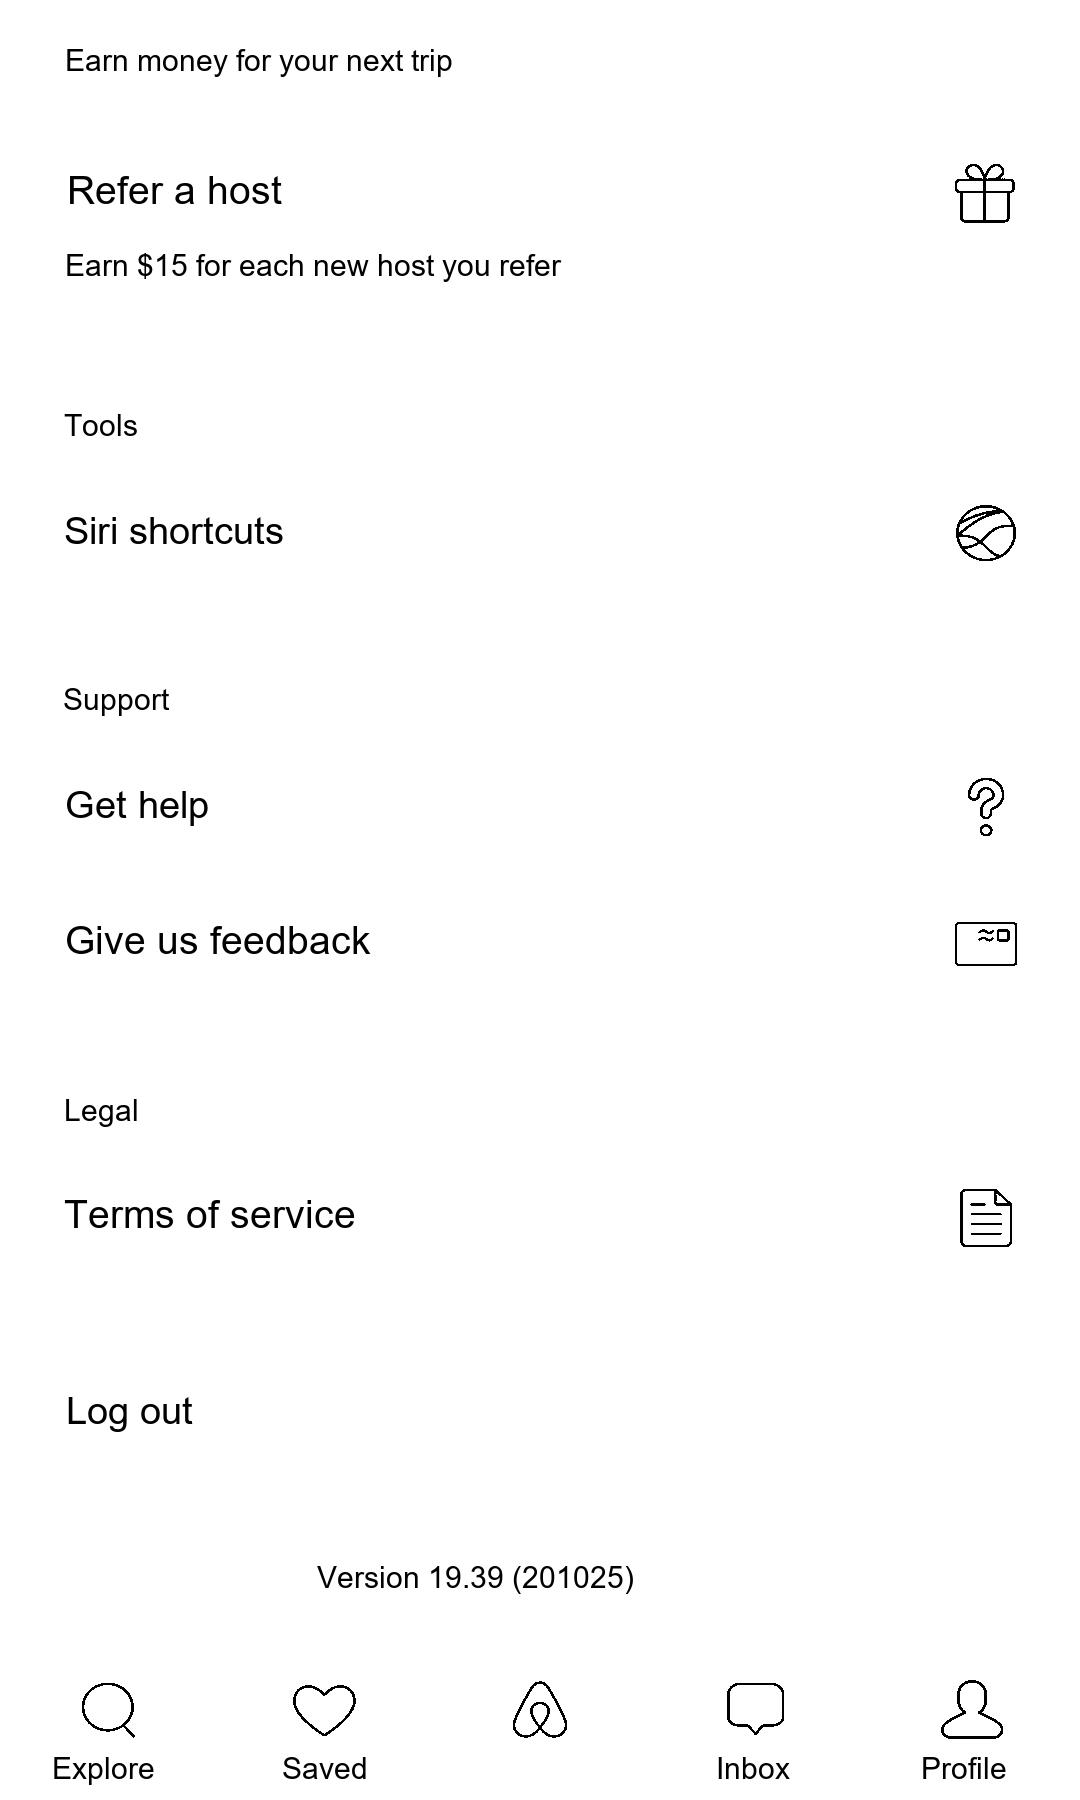 Earn money for your next trip
Refer a host
Earn $15 for each new host you refer
Tools
Siri shortcuts
Support
Get help
Give us feedback
Legal
Terms of service
Log out
Version 19.39 (201025)
Explore
Saved
Inbox
Profile